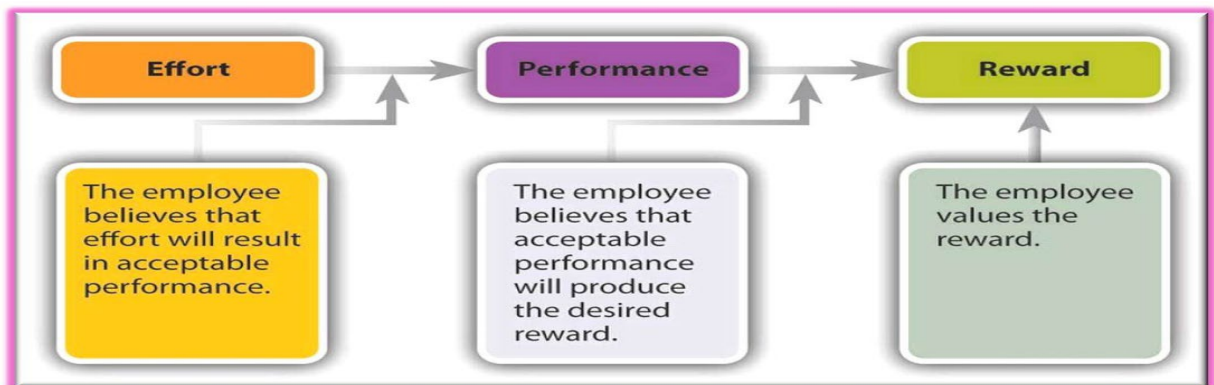 Effort
Performance
Reward
The employee
believes that
effort will result
in acceptable
performance.
The employee
believes that
acceptable
performance
will produce
the desired
reward.
The employee
values the
reward.